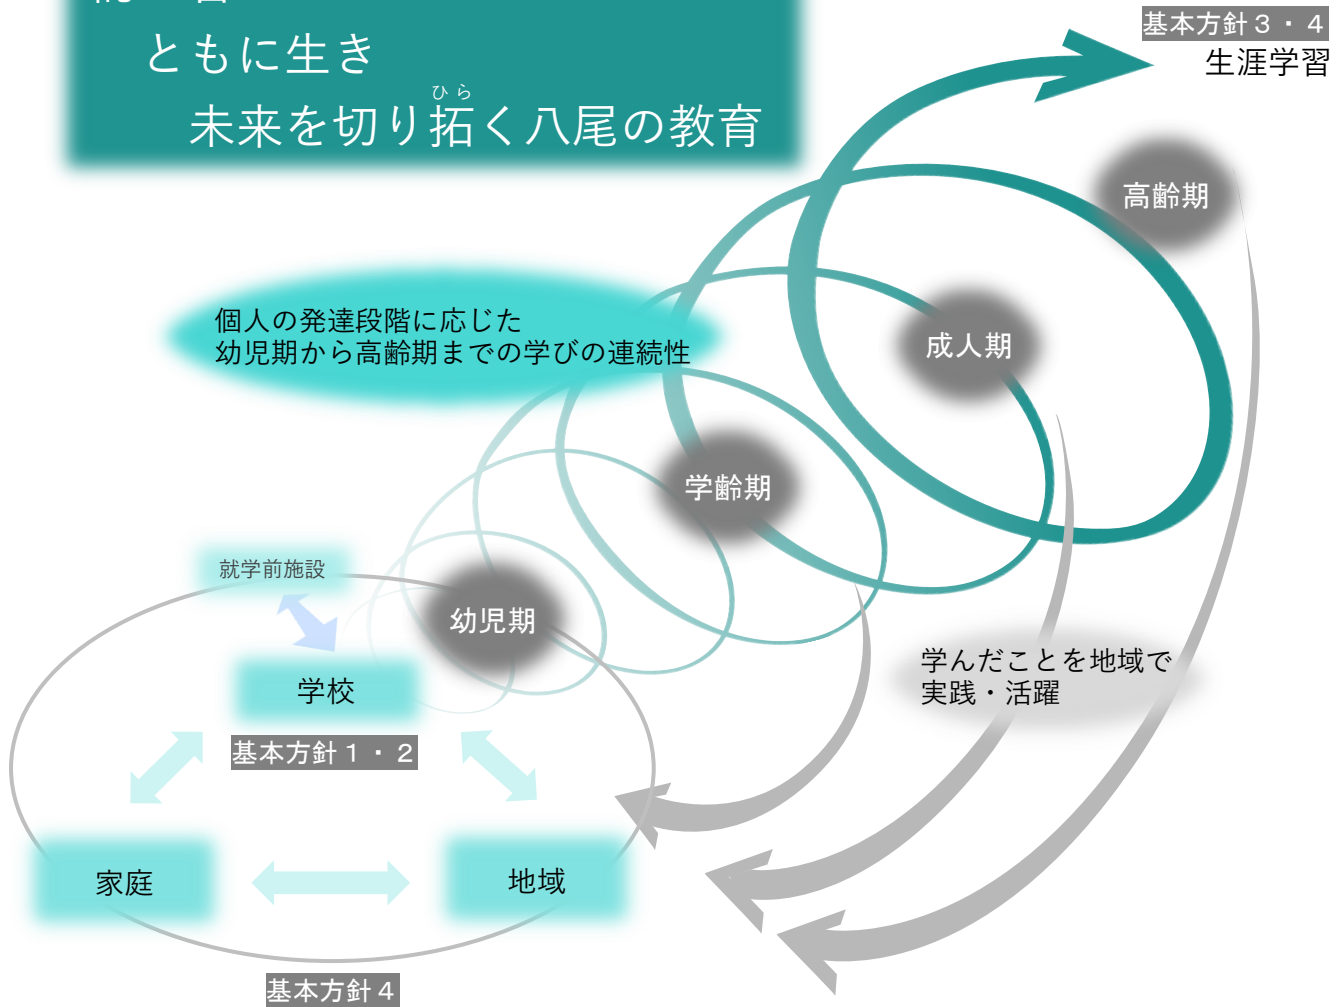 ともに生き
ひら
未来を切り拓く八尾の教育
基本方針３・４
生涯学習
高齢期
個人の発達段階に応じた
幼児期から高齢期までの学びの連続性
成人期
学齢期
就学前施設
幼児期
学んだことを地域で
実践・活躍
学校
基本方針１・２
家庭
地域
基本方針４